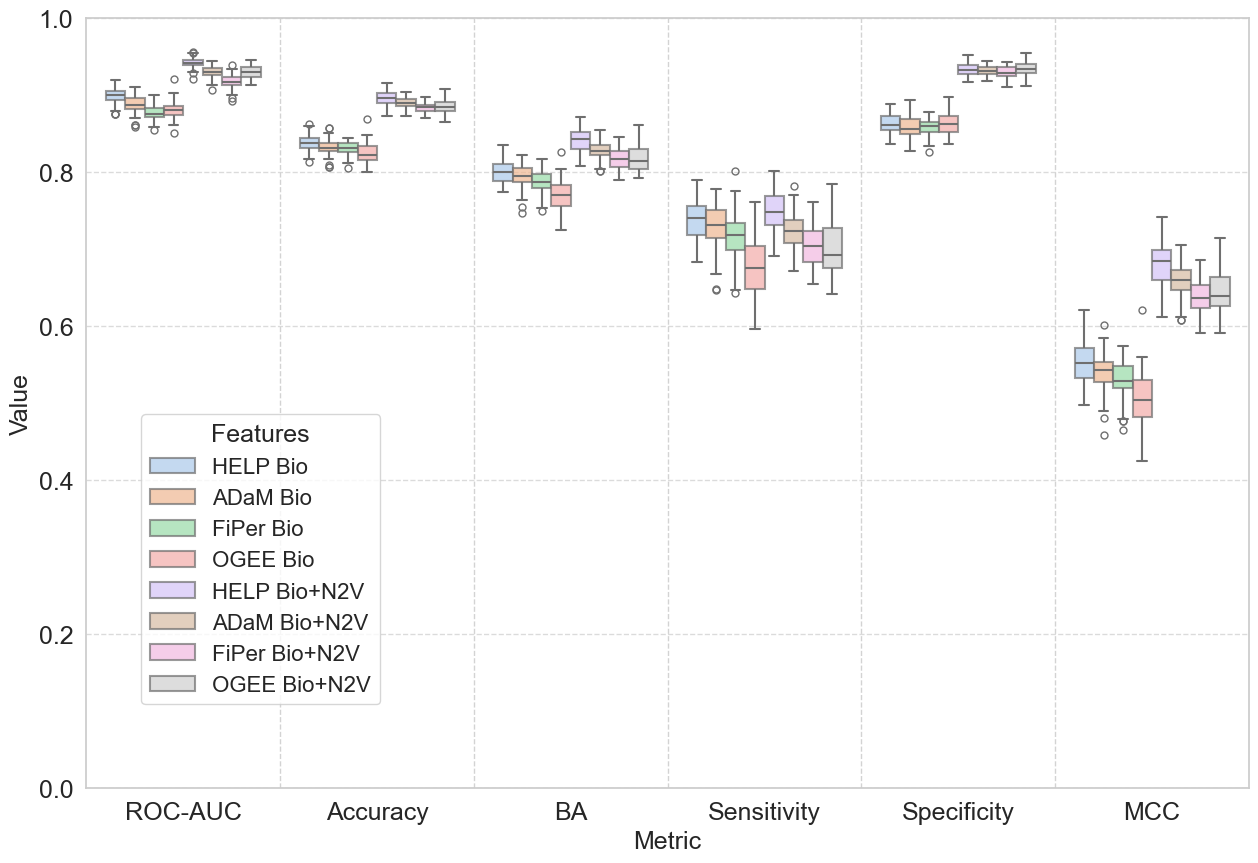 1.0
0.8
0.6
0.4
0.2
0.0
Value
Features
HELP Bio
ADaM Bio
FiPer Bio
OGEE Bio
HELP Bio+N2V
ADaM Bio+N2V
FiPer Bio+N2V
OGEE Bio+N2V
ROC-AUC Accuracy BA Sensitivity Specificity MCC
Metric